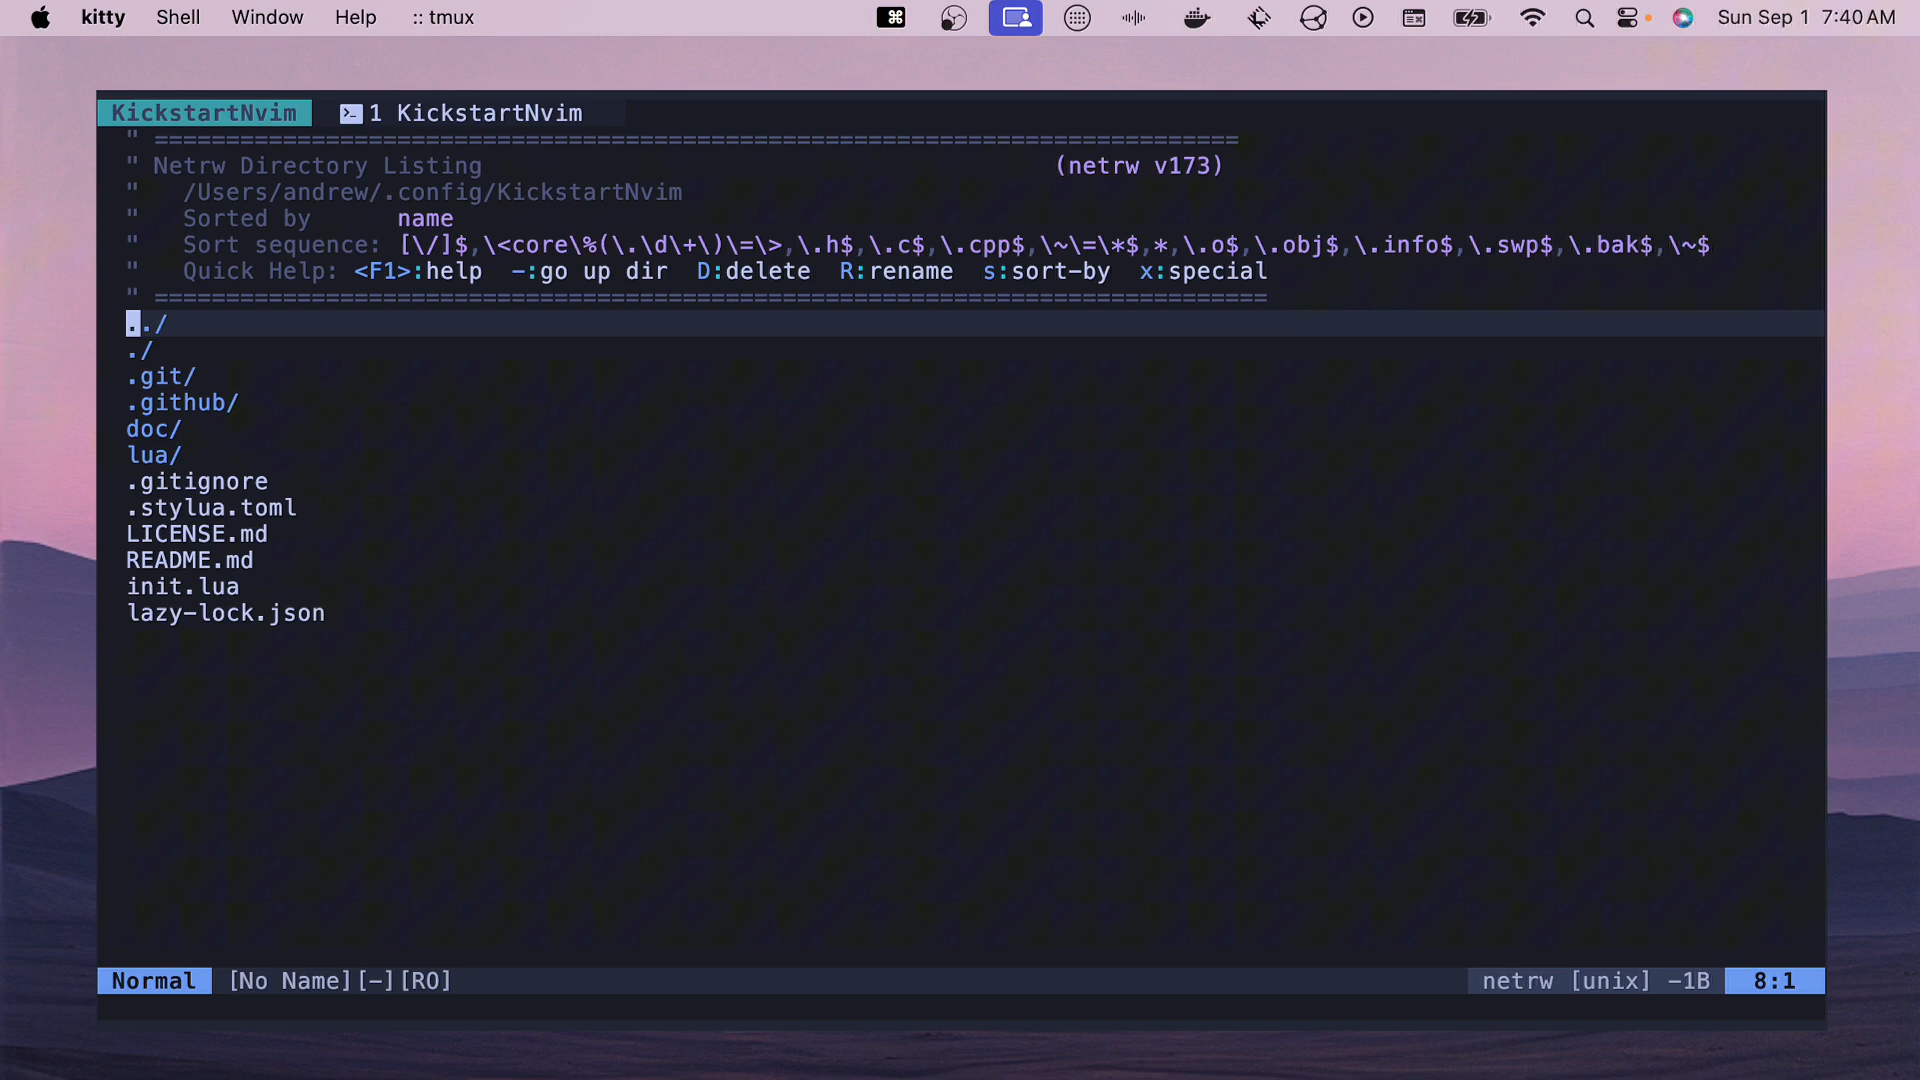 kitty Shell Window Help :: tmux Sun Sep 1 7:40 AM
KickstartNvim 1 KickstartNvim
" ============================================================================
" Netrw Directory Listing (netrw v173)
" /Users/andrew/.config/KickstartNvim
" Sorted by name
" Sort sequence: [\/]$,\<core\%(\.\d\+\)\=\>,\.h$,\.c$,\.cpp$,\~\=\*$,*,\.o$,\.obj$,\.info$,\.swp$,\.bak$,\~$
" Quick Help: <F1>:help -:go up dir D:delete R:rename s:sort-by x:special
" ==============================================================================
../
./
.git/
.github/
doc/
lua/
.gitignore
.stylua.toml
LICENSE.md
README.md
init.lua
lazy-lock.json
Normal [No Name][-][RO] netrw [unix] -1B 8:1